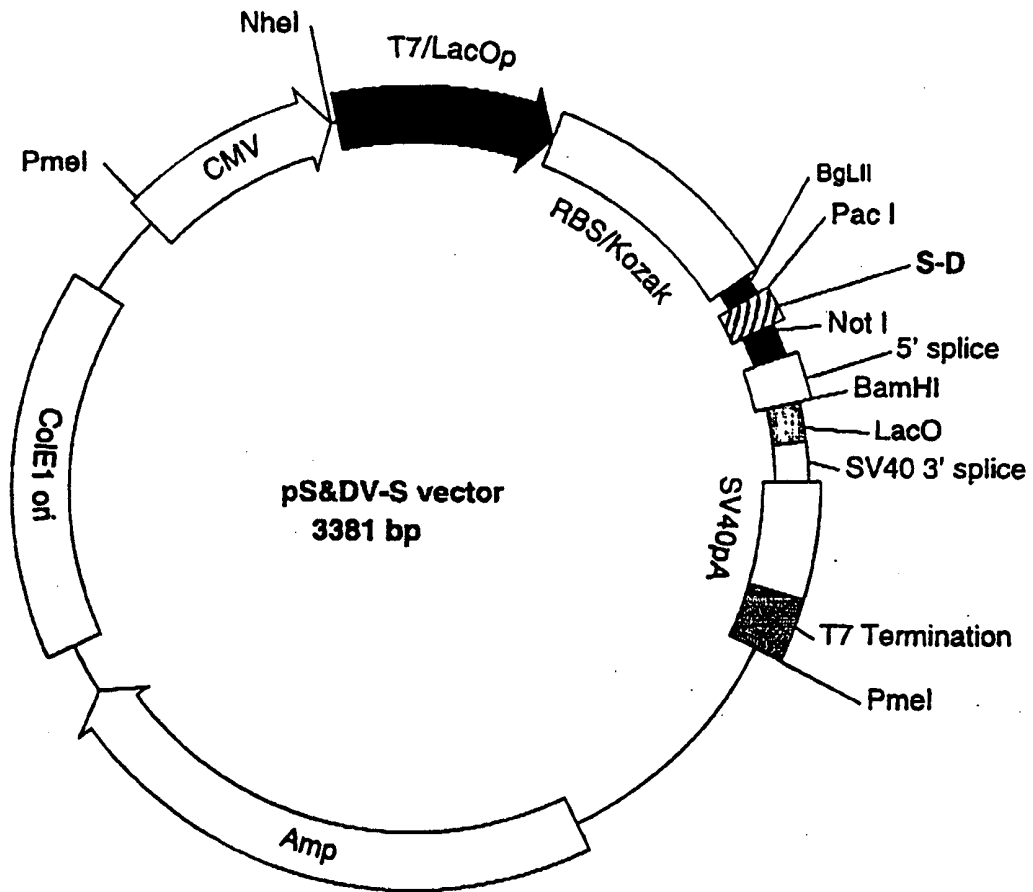 NheI
T7/LacOp
PmeI
CMV
BgLII
Pac I
RBS/Kozak
S-D
Not I
5' splice
BamHI
LacO
SV40 3' splice
ColE1 ori
pS&DV-S vector
3381 bp
SV40pA
T7 Termination
PmeI
Amp